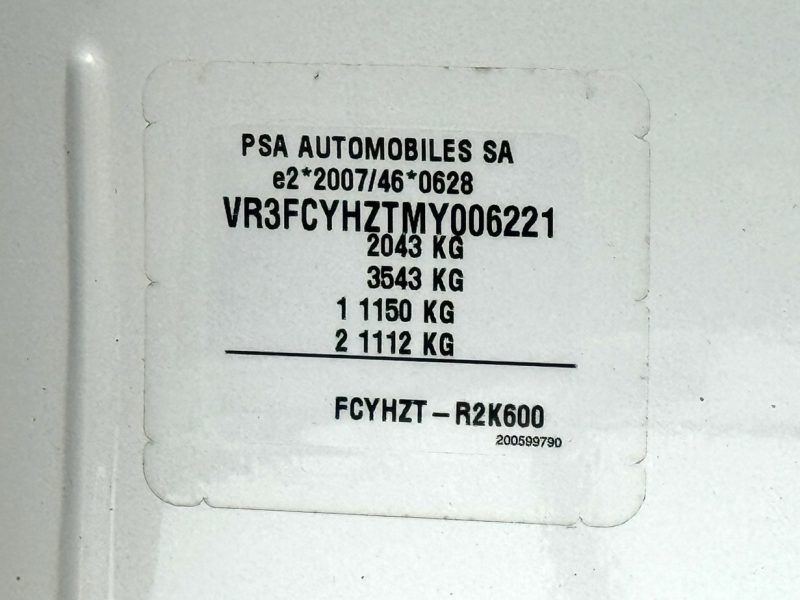 PSA AUTOMOBILES SA
e2*2007/46*0628
VR3FCYHZTMY006221
2043 KG
3543 KG
1 1150 KG
2 1112 KG
FCYHZT – R2K600
200599790